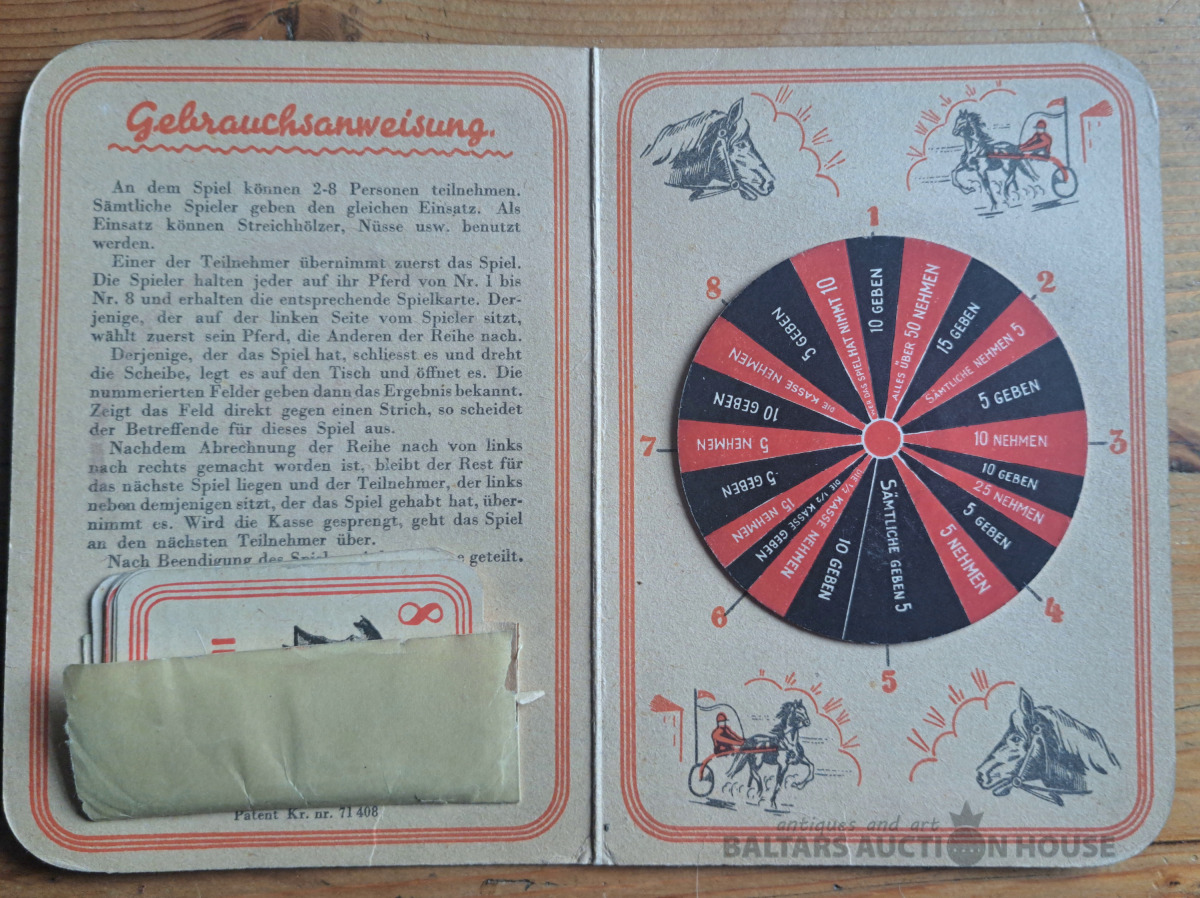 Gebrauchsanweisung.
An dem Spiel können 2-8 Personen teilnehmen.
Sämtliche Spieler geben den gleichen Einsatz. Als
Einsatz können Streichhölzer, Nüsse usw. benutzt
werden.
Einer der Teilnehmer übernimmt zuerst das Spiel.
Die Spieler halten jeder auf ihr Pferd von Nr. 1 bis
Nr. 8 und erhalten die entsprechende Spielkarte. Der-
jenige, der auf der linken Seite vom Spieler sitzt,
wählt zuerst sein Pferd, die Anderen der Reihe nach.
Derjenige, der das Spiel hat, schliesst es und dreht
die Scheibe, legt es auf den Tisch und öffnet es. Die
nummerierten Felder geben dann das Ergebnis bekannt.
Zeigt das Feld direkt gegen einen Strich, so scheidet
der Betreffende für dieses Spiel aus.
Nachdem Abrechnung der Reihe nach von links
nach rechts gemacht worden ist, bleibt der Rest für
das nächste Spiel liegen und der Teilnehmer, der links
neben demjenigen sitzt, der das Spiel gehabt hat, über-
nimmt es. Wird die Kasse gesprengt, geht das Spiel
an den nächsten Teilnehmer über.
Nach Beendigung des geteilt.
8
Patent Kr. nr. 71 408
1
2
3
4
5
6
7
8
10 GEBEN
ALLES ÜBER 50 NEHMEN
15 GEBEN
SÄMTLICHE NEHMEN 5
5 GEBEN
10 NEHMEN
10 GEBEN
25 NEHMEN
5 GEBEN
5 NEHMEN
SÄMTLICHE GEBEN 5
10 GEBEN
DIE 1/2 KASSE NEHMEN
DIE 1/2 KASSE GEBEN
15 NEHMEN
5 GEBEN
5 NEHMEN
10 GEBEN
DIE KASSE NEHMEN
5 GEBEN
WER DAS SPIEL HAT NIMMT 10
antiques and art
BALTARS AUCTION HOUSE